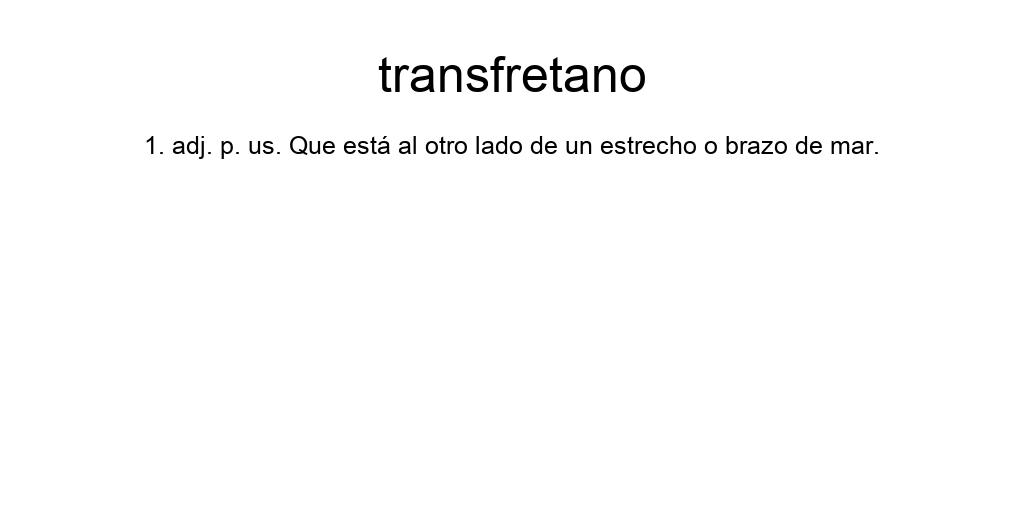 transfretano
1. adj. p. us. Que está al otro lado de un estrecho o brazo de mar.